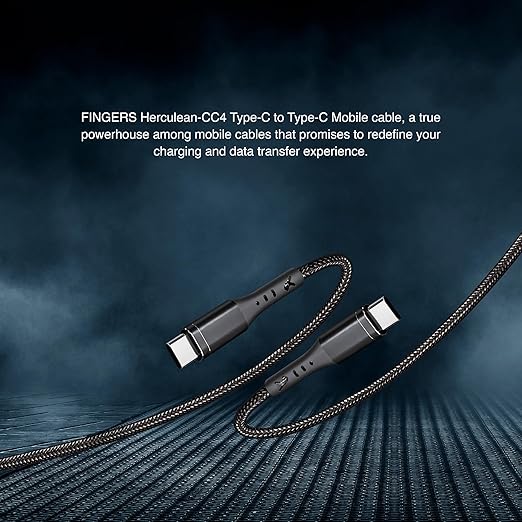 FINGERS Herculean-CC4 Type-C to Type-C Mobile cable, a true
powerhouse among mobile cables that promises to redefine your
charging and data transfer experience.